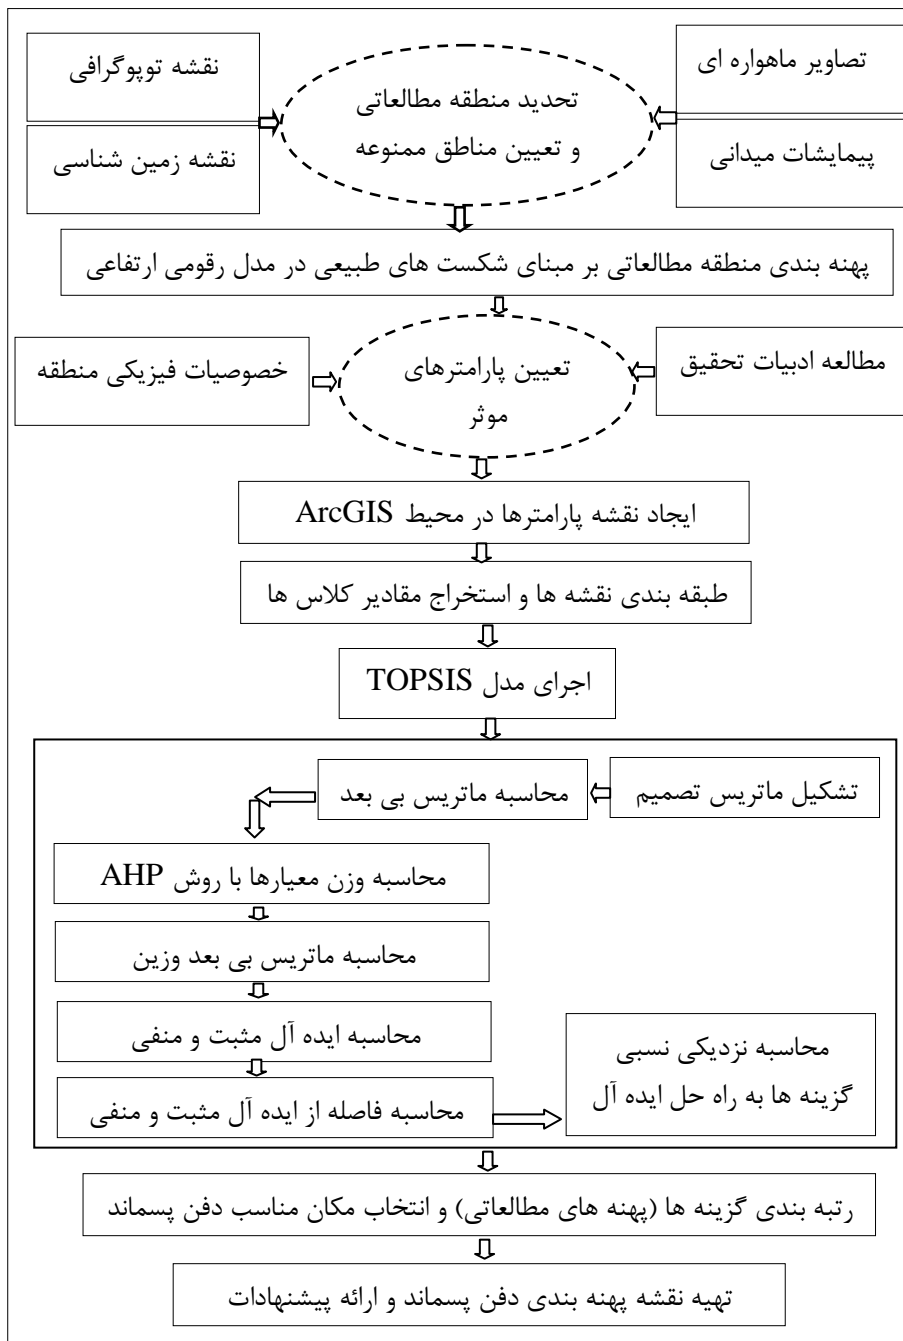 تصاویر ماهواره ای
پیمایشات میدانی
تحدید منطقه مطالعاتی
و تعیین مناطق ممنوعه
نقشه توپوگرافی
نقشه زمین شناسی
پهنه بندی منطقه مطالعاتی بر مبنای شکست های طبیعی در مدل رقومی ارتفاعی
مطالعه ادبیات تحقیق
تعیین پارامترهای
موثر
خصوصیات فیزیکی منطقه
ایجاد نقشه پارامترها در محیط ArcGIS
طبقه بندی نقشه ها و استخراج مقادیر کلاس ها
اجرای مدل TOPSIS
تشکیل ماتریس تصمیم
محاسبه ماتریس بی بعد
محاسبه وزن معیارها با روش AHP
محاسبه ماتریس بی بعد وزین
محاسبه ایده آل مثبت و منفی
محاسبه فاصله از ایده آل مثبت و منفی
محاسبه نزدیکی نسبی
گزینه ها به راه حل ایده آل
رتبه بندی گزینه ها (پهنه های مطالعاتی) و انتخاب مکان مناسب دفن پسماند
تهیه نقشه پهنه بندی دفن پسماند و ارائه پیشنهادات